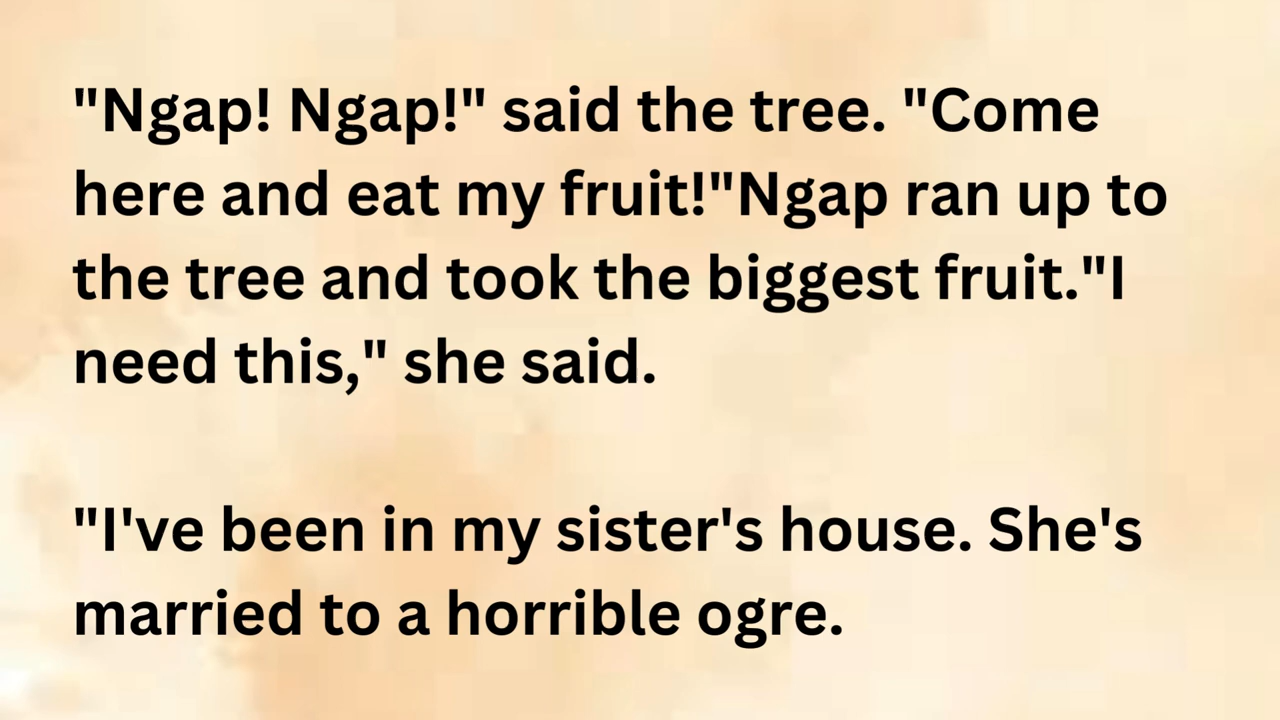 "Ngap! Ngap!" said the tree. "Come
here and eat my fruit!"Ngap ran up to
the tree and took the biggest fruit."I
need this," she said.
"I've been in my sister's house. She's
married to a horrible ogre.